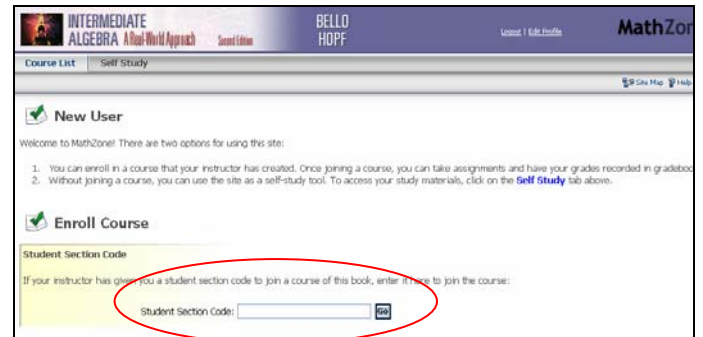 INTERMEDIATE
ALGEBRA A Real-World Approach Second Edition
BELLO
HOPF
Logout | Edit Profile
MathZon
Course List Self Study
Site Map Help
New User
Welcome to MathZone! There are two options for using this site:
1. You can enroll in a course that your instructor has created. Once joining a course, you can take assignments and have your grades recorded in gradeboo
2. Without joining a course, you can use the site as a self-study tool. To access your study materials, click on the Self Study tab above.
Enroll Course
Student Section Code
If your instructor has given you a student section code to join a course of this book, enter it here to join the course:
Student Section Code: Go